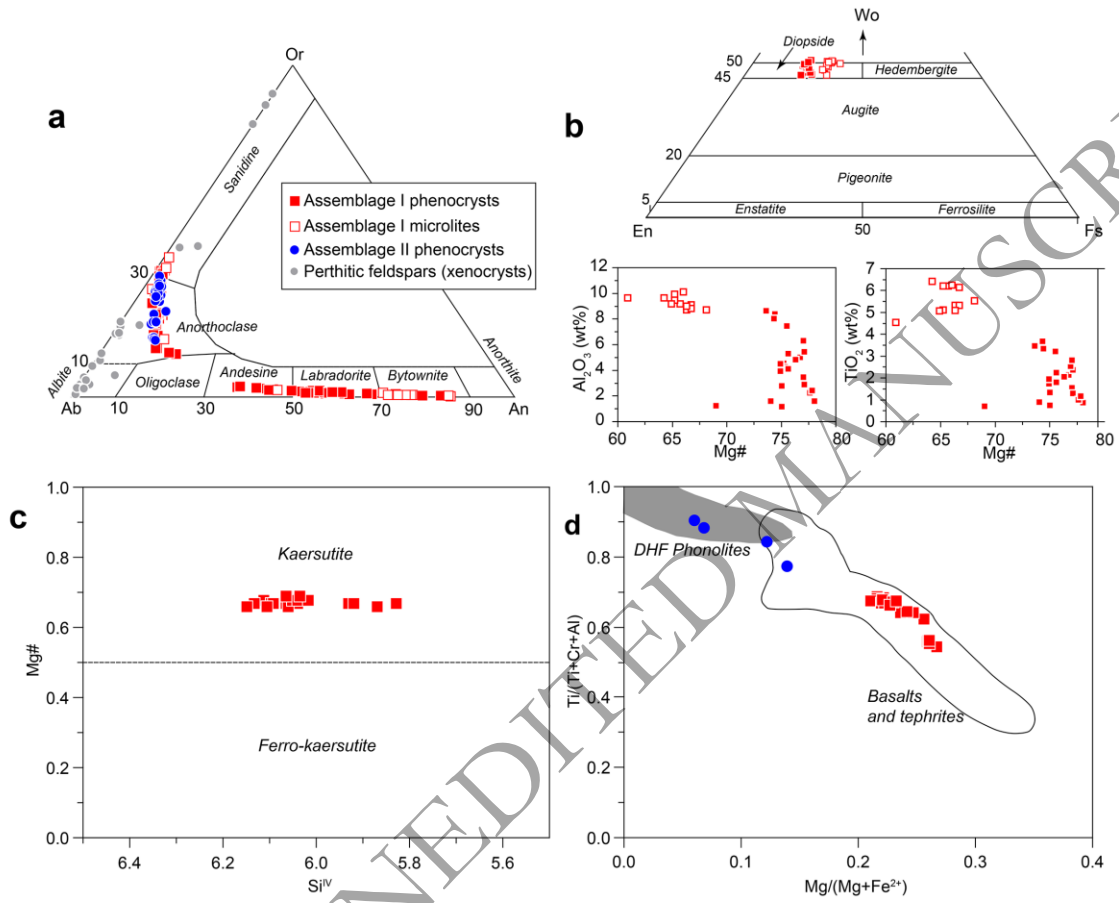 a
Or
Sanidine
Assemblage I phenocrysts
Assemblage I microlites
Assemblage II phenocrysts
Perthitic feldspars (xenocrysts)
30
Anorthoclase
10
Albite
Oligoclase
Andesine
Labradorite
Bytownite
Anorthite
Ab
10
30
50
70
90
An
b
Wo
Diopside
50
45
Hedembergite
Augite
20
Pigeonite
5
Enstatite
Ferrosilite
En
50
Fs
12
10
8
6
4
2
0
Al₂O₃ (wt%)
60
65
70
75
80
Mg#
7
6
5
4
3
2
1
0
TiO₂ (wt%)
60
65
70
75
80
Mg#
c
1.0
0.8
0.6
0.4
0.2
0.0
Mg#
Kaersutite
Ferro-kaersutite
6.4
6.2
6.0
5.8
5.6
Siᴵⱽ
d
1.0
0.8
0.6
0.4
0.2
0.0
Ti/(Ti+Cr+Al)
DHF Phonolites
Basalts
and tephrites
0.0
0.1
0.2
0.3
0.4
Mg/(Mg+Fe²⁺)